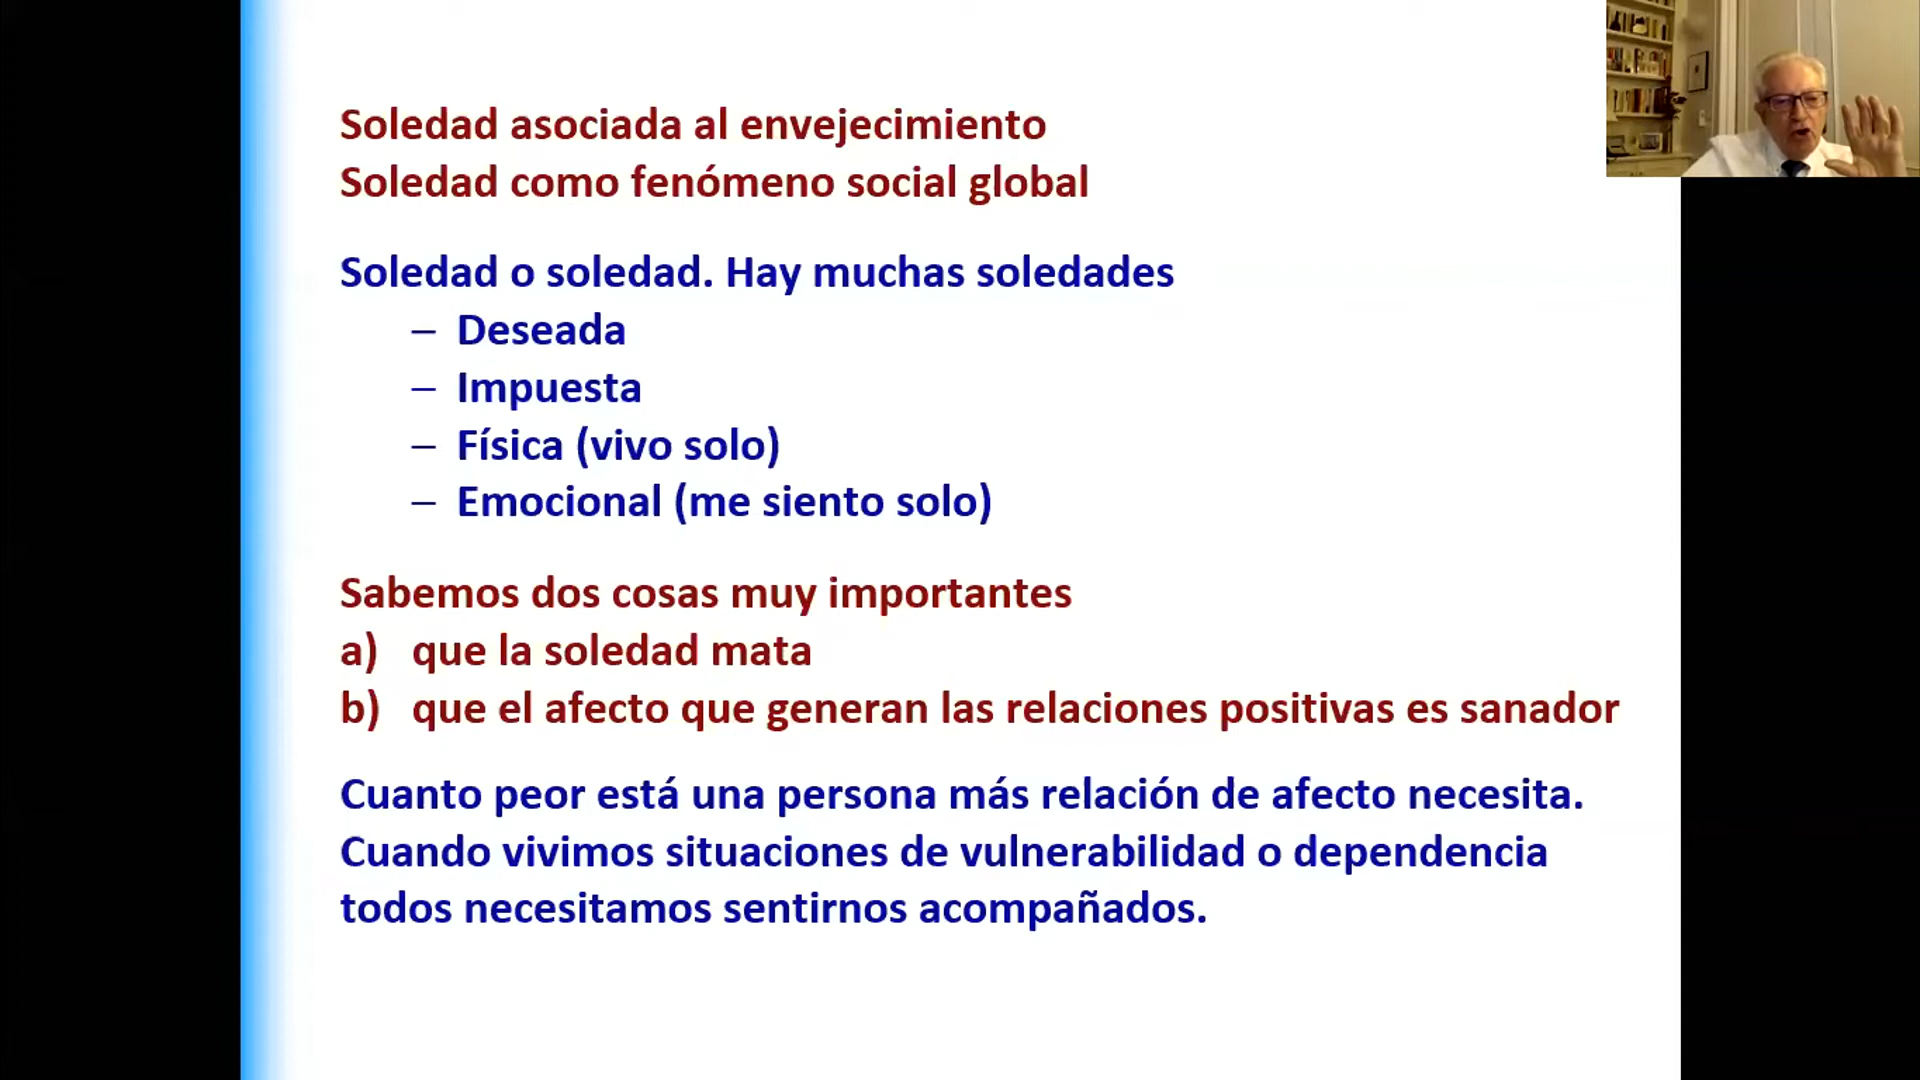 Soledad asociada al envejecimiento
Soledad como fenómeno social global
Soledad o soledad. Hay muchas soledades
– Deseada
– Impuesta
– Física (vivo solo)
– Emocional (me siento solo)
Sabemos dos cosas muy importantes
a) que la soledad mata
b) que el afecto que generan las relaciones positivas es sanador
Cuanto peor está una persona más relación de afecto necesita.
Cuando vivimos situaciones de vulnerabilidad o dependencia
todos necesitamos sentirnos acompañados.